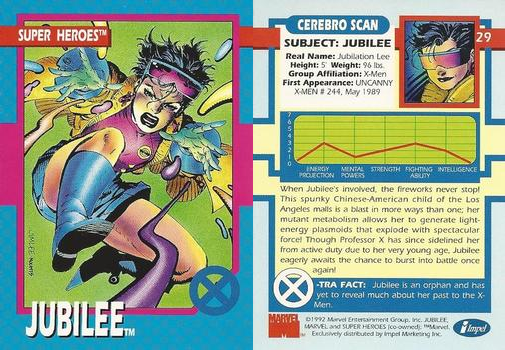 SUPER HEROES™
JIM LEE
JUBILEE™
CEREBRO SCAN
29
SUBJECT: JUBILEE
Real Name: Jubilation Lee
Height: 5' Weight: 96 lbs.
Group Affiliation: X-Men
First Appearance: UNCANNY
X-MEN # 244, May 1989
7
6
5
4
3
2
1
0
ENERGY PROJECTION
MENTAL POWERS
STRENGTH
FIGHTING ABILITY
INTELLIGENCE
When Jubilee's involved, the fireworks never stop!
This spunky Chinese-American child of the Los
Angeles malls is a blast in more ways than one; her
mutant metabolism allows her to generate light-
energy plasmoids that explode with spectacular
force! Though Professor X has since sidelined her
from active duty due to her very young age, Jubilee
eagerly awaits the chance to burst into battle once
again!
X
-TRA FACT: Jubilee is an orphan and has
yet to reveal much about her past to the X-
Men.
MARVEL
©1992 Marvel Entertainment Group, Inc. JUBILEE,
MARVEL and SUPER HEROES (co-owned); ™Marvel.
Exclusively distributed by Impel Marketing Inc.
impel